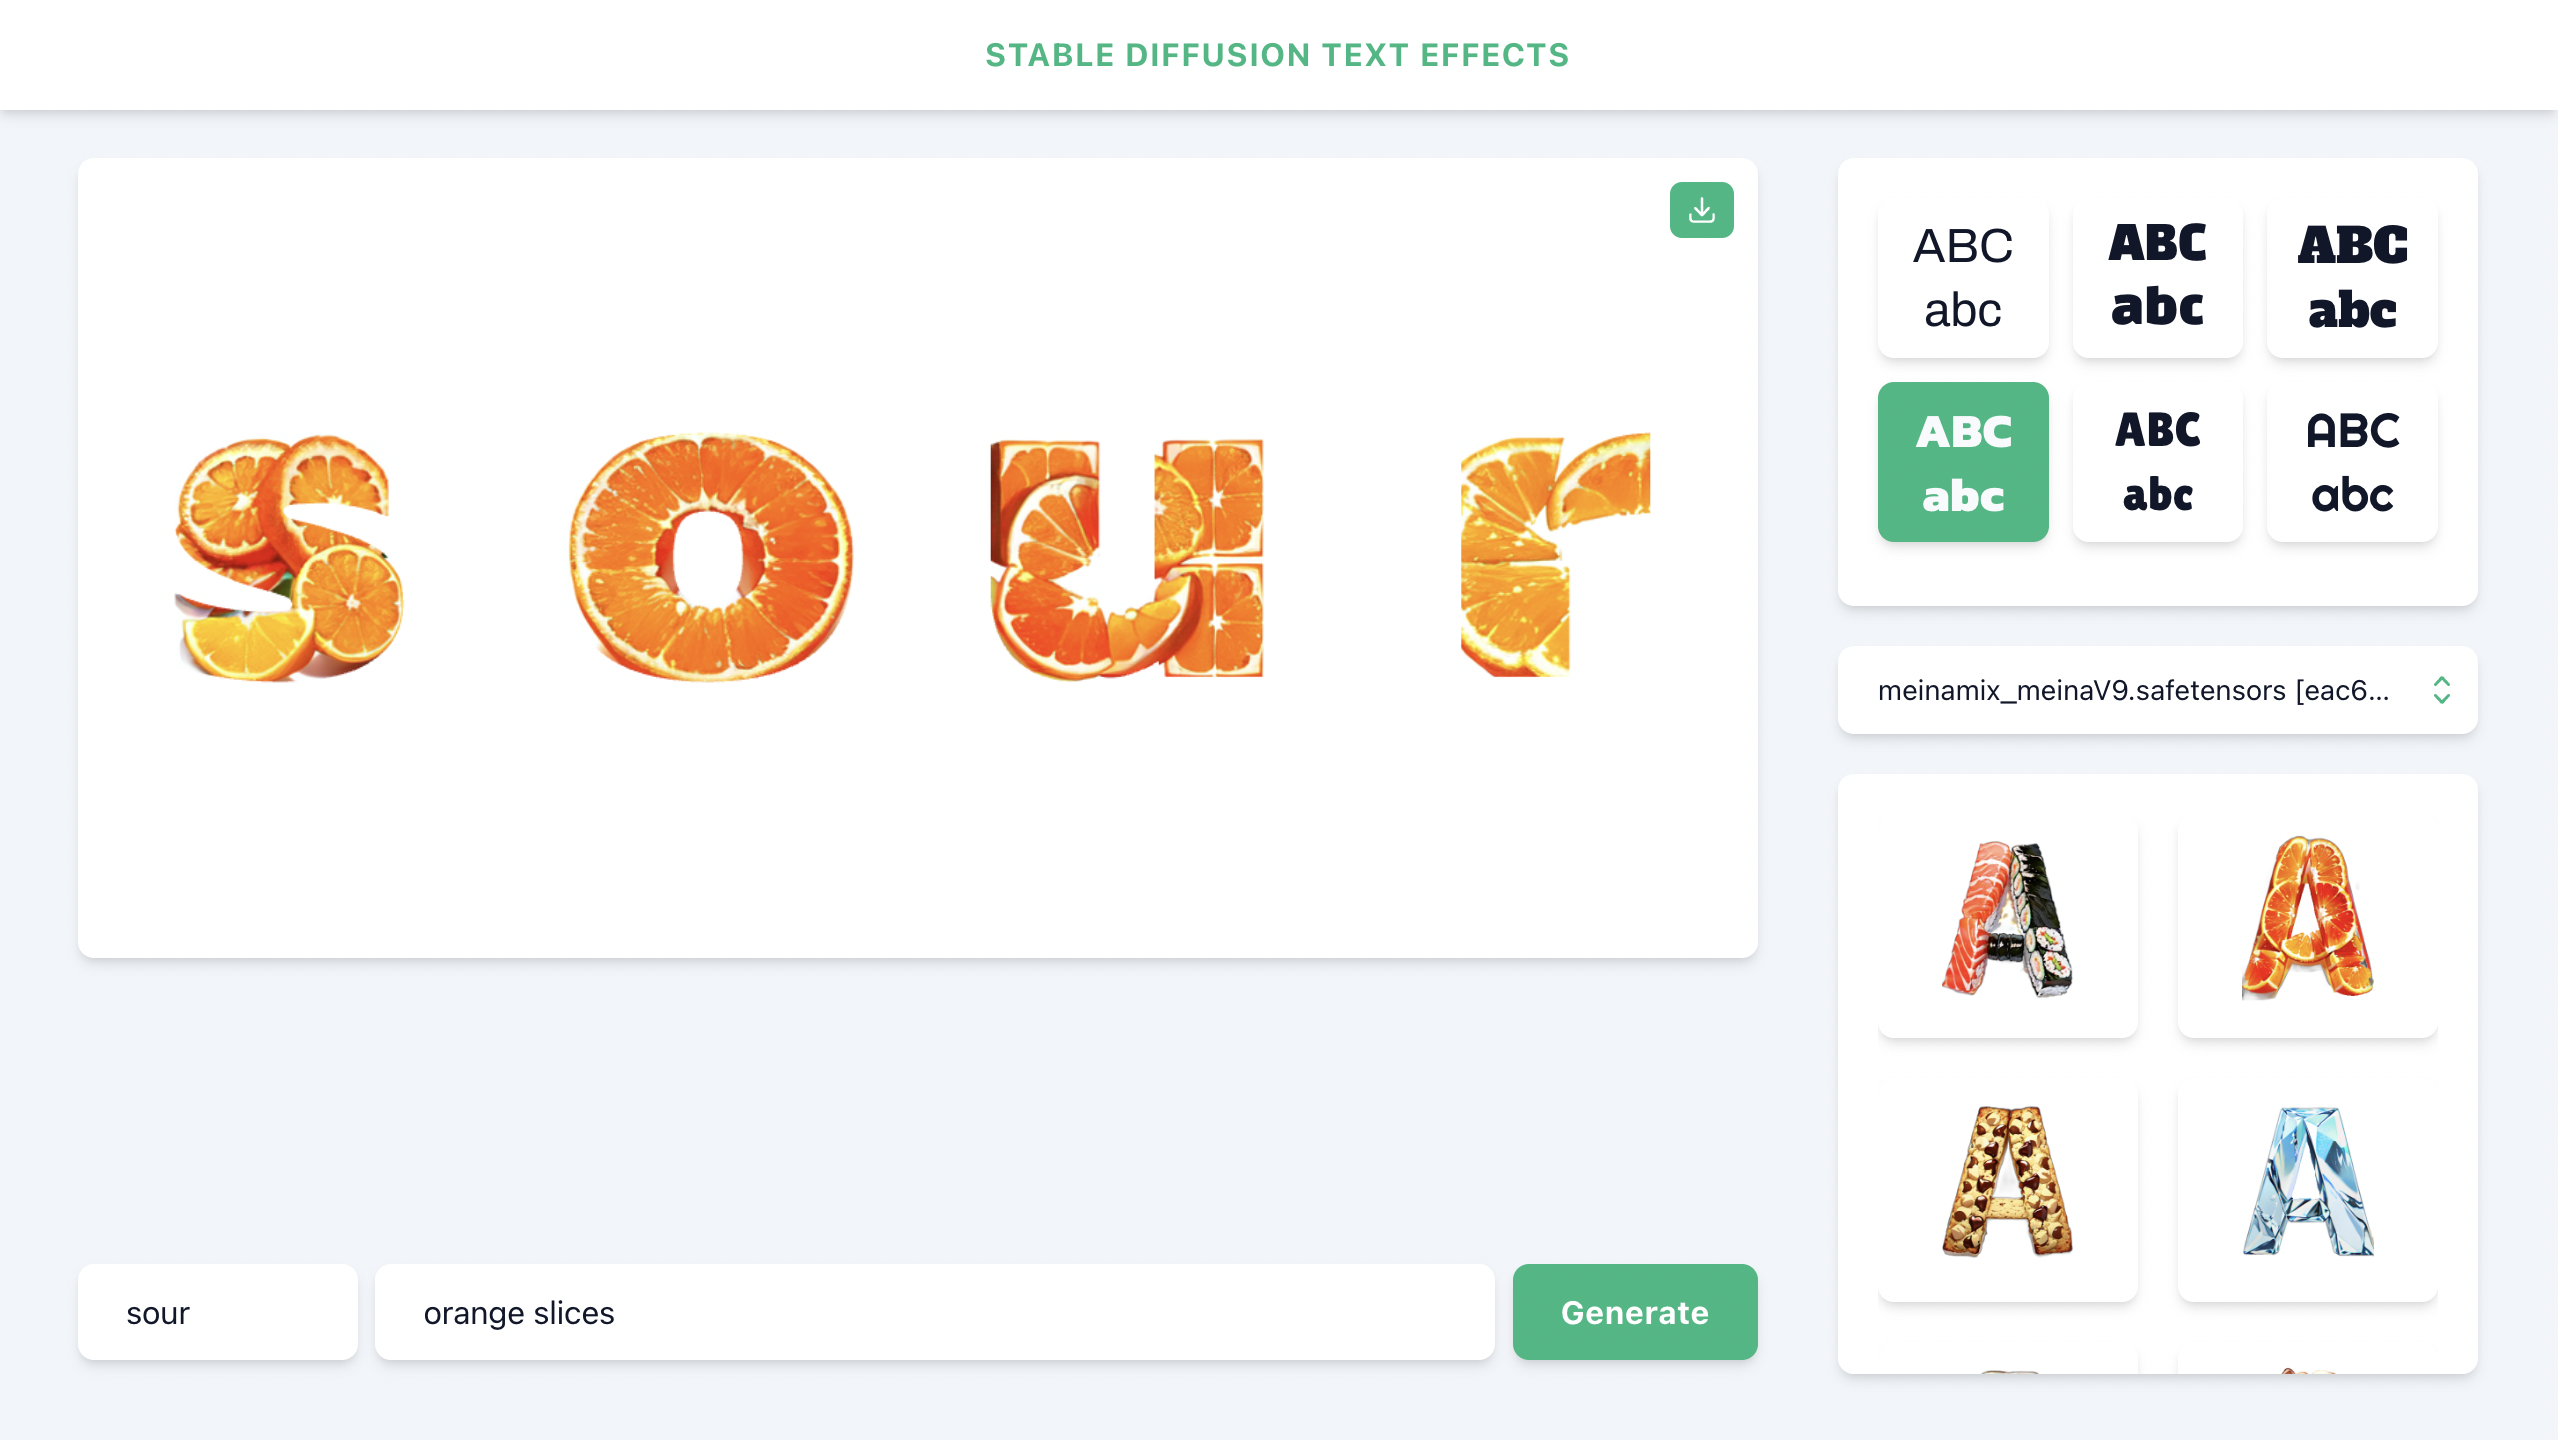 STABLE DIFFUSION TEXT EFFECTS
sour
ABC
abc
ABC
abc
ABC
abc
ABC
abc
ABC
abc
ABC
abc
meinamix_meinaV9.safetensors [eac6...
A
A
A
A
sour
orange slices
Generate